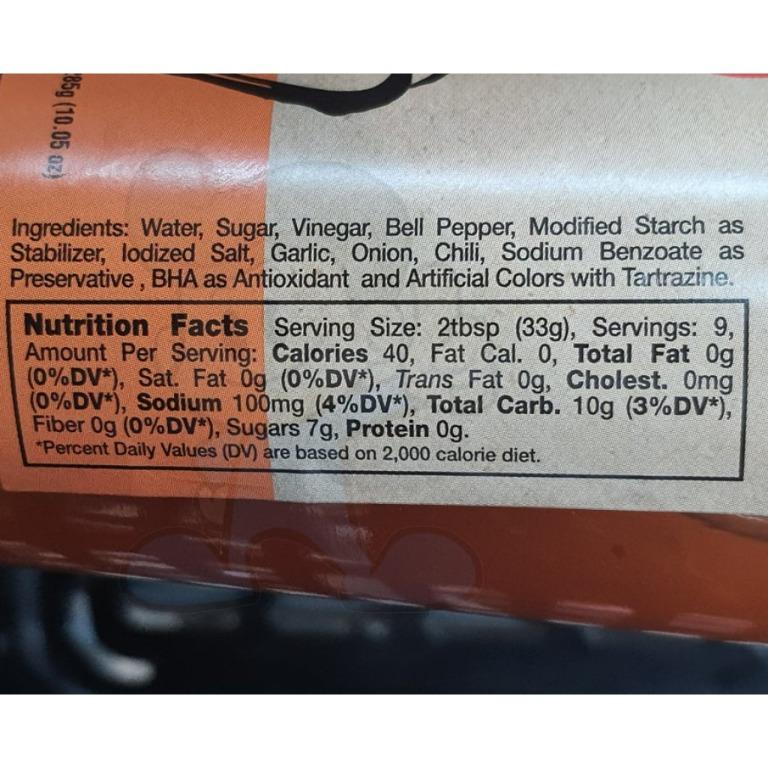 85g (10.05 oz)
Ingredients: Water, Sugar, Vinegar, Bell Pepper, Modified Starch as
Stabilizer, Iodized Salt, Garlic, Onion, Chili, Sodium Benzoate as
Preservative , BHA as Antioxidant and Artificial Colors with Tartrazine.
Nutrition Facts Serving Size: 2tbsp (33g), Servings: 9,
Amount Per Serving: Calories 40, Fat Cal. 0, Total Fat 0g
(0%DV*), Sat. Fat 0g (0%DV*), Trans Fat 0g, Cholest. 0mg
(0%DV*), Sodium 100mg (4%DV*), Total Carb. 10g (3%DV*),
Fiber 0g (0%DV*), Sugars 7g, Protein 0g.
*Percent Daily Values (DV) are based on 2,000 calorie diet.